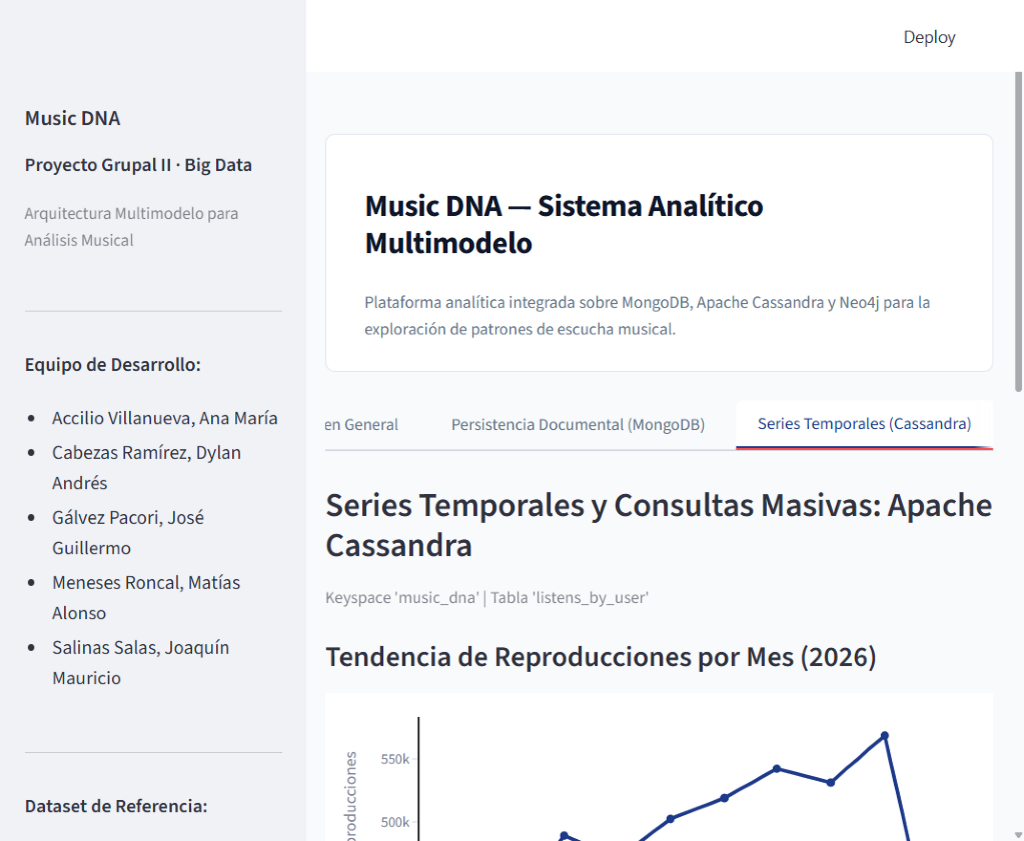 Deploy
Music DNA
Proyecto Grupal II · Big Data
Arquitectura Multimodelo para
Análisis Musical
Equipo de Desarrollo:
Accilio Villanueva, Ana María
Cabezas Ramírez, Dylan
Andrés
Gálvez Pacori, José
Guillermo
Meneses Roncal, Matías
Alonso
Salinas Salas, Joaquín
Mauricio
Dataset de Referencia:
Music DNA — Sistema Analítico
Multimodelo
Plataforma analítica integrada sobre MongoDB, Apache Cassandra y Neo4j para la
exploración de patrones de escucha musical.
en General
Persistencia Documental (MongoDB)
Series Temporales (Cassandra)
Series Temporales y Consultas Masivas: Apache
Cassandra
Keyspace 'music_dna' | Tabla 'listens_by_user'
Tendencia de Reproducciones por Mes (2026)
550k
500k
producciones